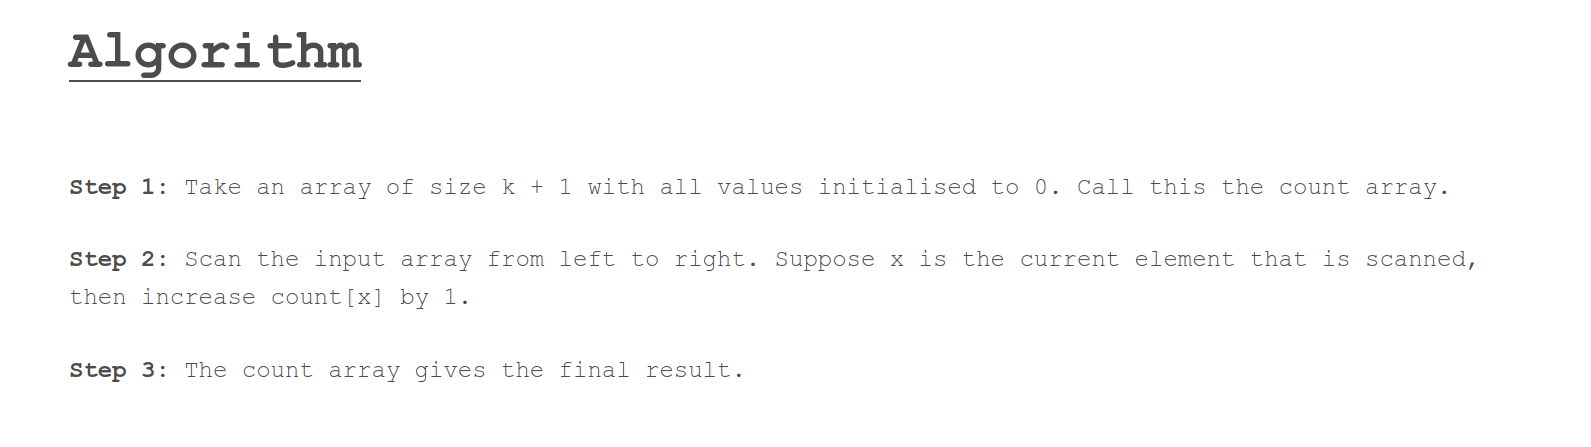 Algorithm
Step 1: Take an array of size k + 1 with all values initialised to 0. Call this the count array.
Step 2: Scan the input array from left to right. Suppose x is the current element that is scanned,
then increase count[x] by 1.
Step 3: The count array gives the final result.